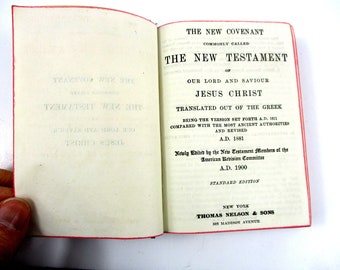 THE NEW COVENANT
COMMONLY CALLED
THE NEW TESTAMENT
OF
OUR LORD AND SAVIOUR
JESUS CHRIST
TRANSLATED OUT OF THE GREEK
BEING THE VERSION SET FORTH A.D. 1611
COMPARED WITH THE MOST ANCIENT AUTHORITIES
AND REVISED
A.D. 1881
Newly Edited by the New Testament Members of the
American Revision Committee
A.D. 1900
STANDARD EDITION
NEW YORK
THOMAS NELSON & SONS
MADISON AVENUE